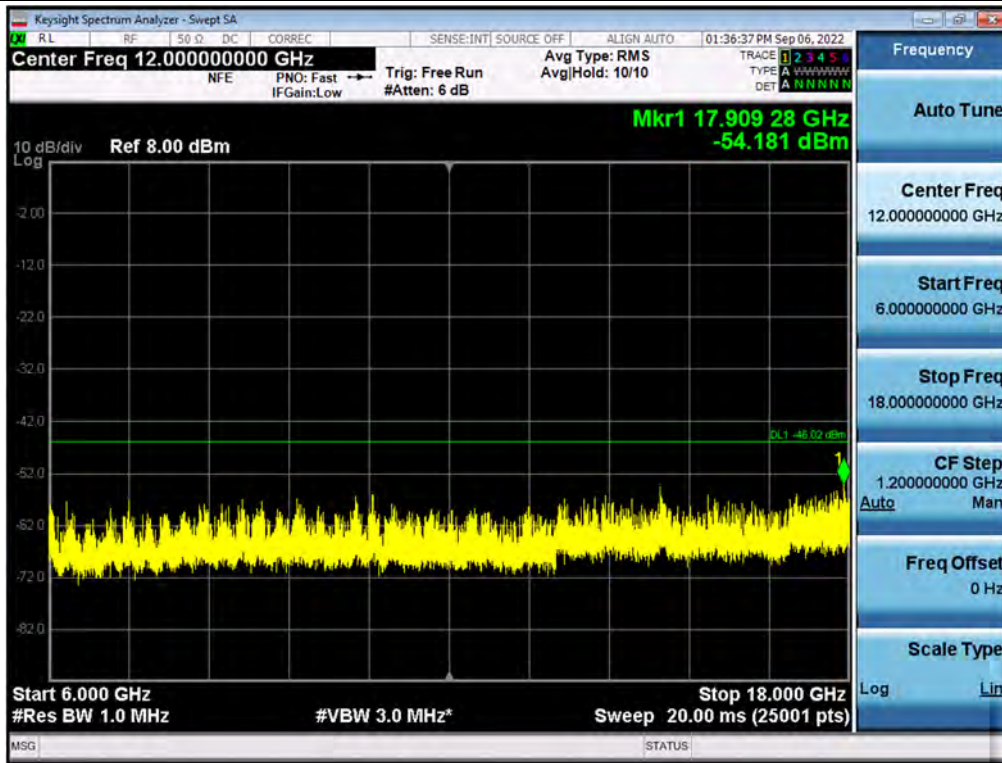 Keysight Spectrum Analyzer - Swept SA
LXI RL RF 50 Ω DC CORREC SENSE:INT SOURCE OFF ALIGN AUTO 01:36:37 PM Sep 06, 2022
Center Freq 12.000000000 GHz
NFE
PNO: Fast
IFGain:Low
Trig: Free Run
#Atten: 6 dB
Avg Type: RMS
Avg|Hold: 10/10
TRACE 1 2 3 4 5 6
TYPE A WWWWW
DET A N N N N N
Mkr1 17.909 28 GHz
-54.181 dBm
10 dB/div Ref 8.00 dBm
Log
-2.00
-12.0
-22.0
-32.0
-42.0
DL1 -46.02 dBm
1
-52.0
-62.0
-72.0
-82.0
Start 6.000 GHz
Stop 18.000 GHz
#Res BW 1.0 MHz
#VBW 3.0 MHz*
Sweep 20.00 ms (25001 pts)
MSG
STATUS
Frequency
Auto Tune
Center Freq
12.000000000 GHz
Start Freq
6.000000000 GHz
Stop Freq
18.000000000 GHz
CF Step
1.200000000 GHz
Auto Man
Freq Offset
0 Hz
Scale Type
Log Lin